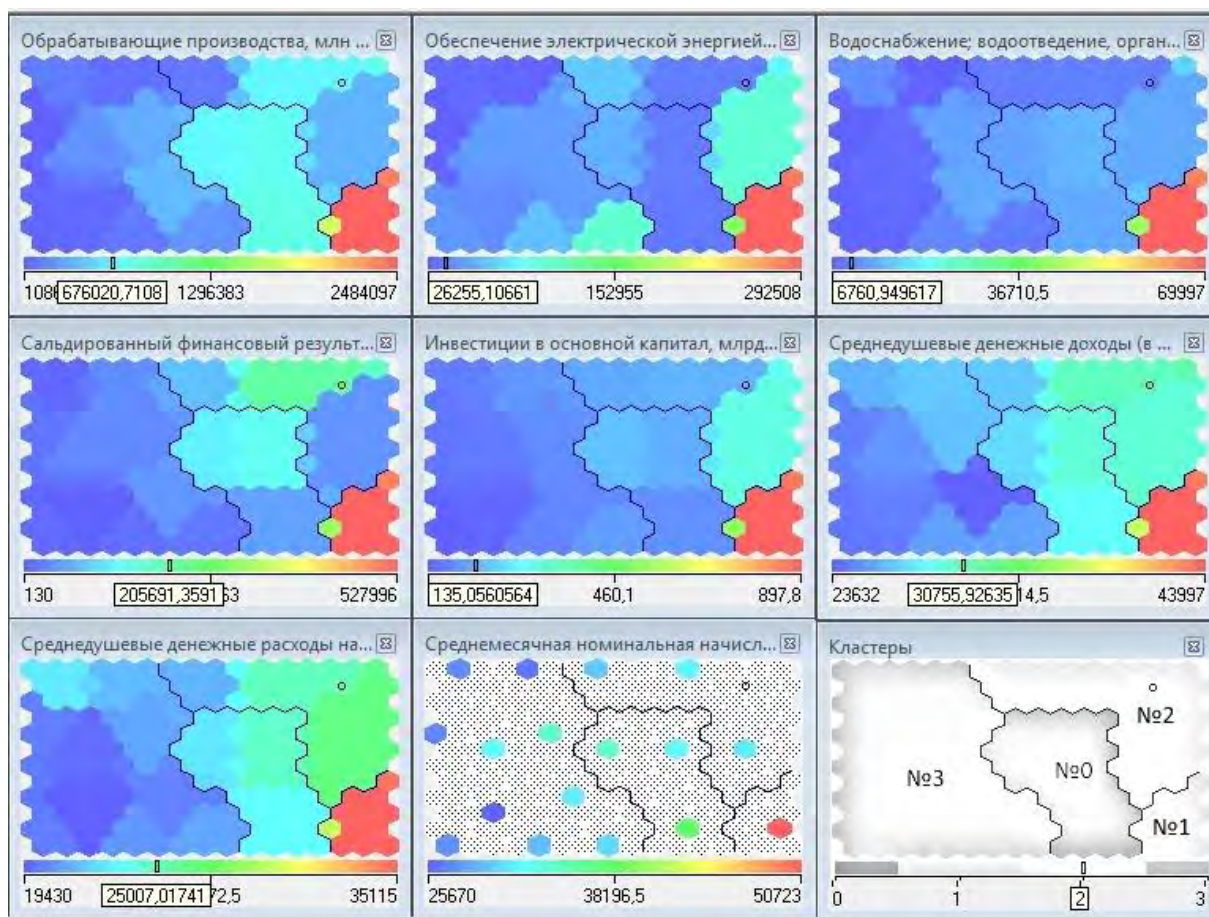 Обрабатывающие производства, млн ...
Обеспечение электрической энергией...
Водоснабжение; водоотведение, орган...
676020,7108 1296383 2484097
26255,10661 152955 292508
6760,949617 36710,5 69997
Сальдированный финансовый результ...
Инвестиции в основной капитал, млрд...
Среднедушевые денежные доходы (в ...
130 205691,3591 527996
135,0560564 460,1 897,8
23632 30755,92635 43997
Среднедушевые денежные расходы на...
Среднемесячная номинальная начисл...
Кластеры
№2
№3
№0
№1
19430 25007,01741 35115
25670 38196,5 50723
0 1 2 3